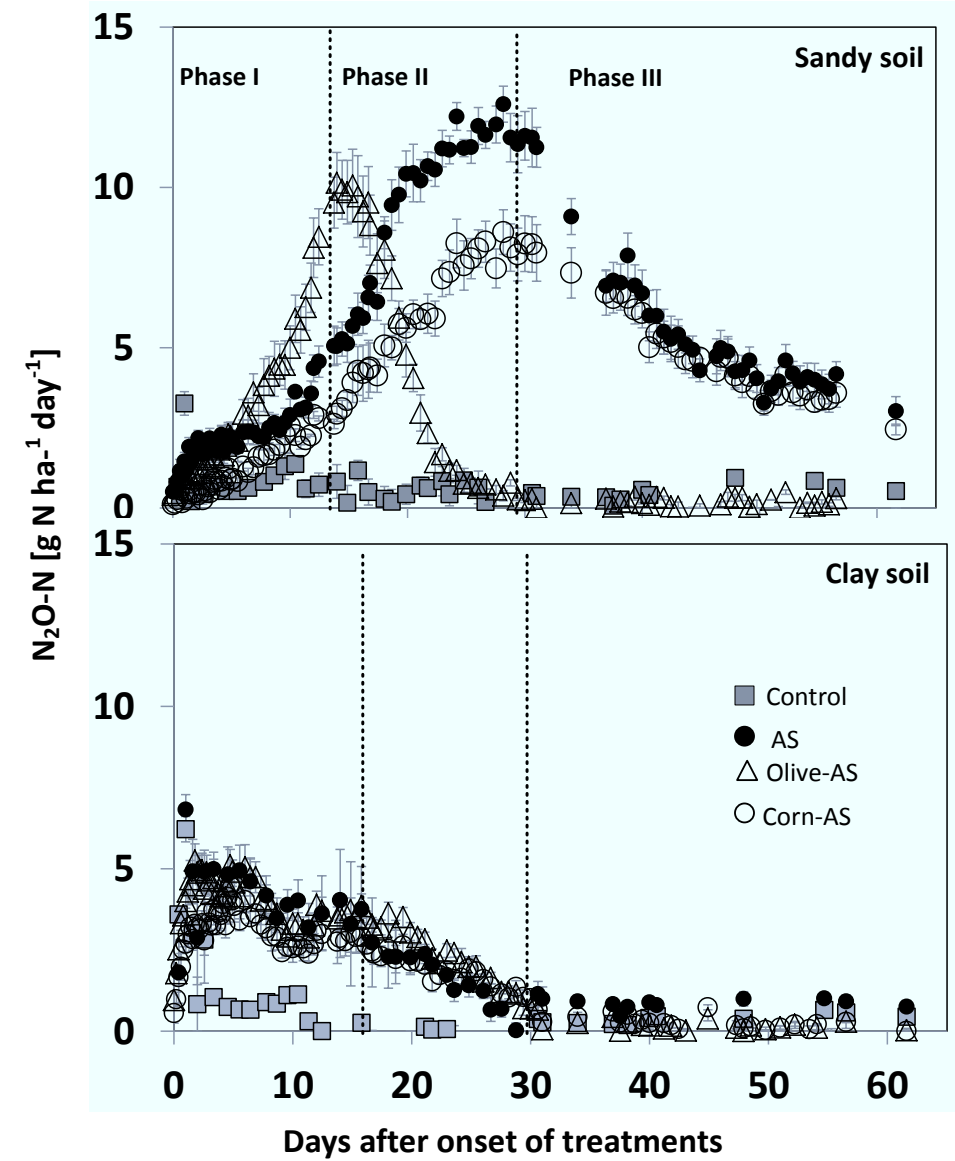 15
Sandy soil
Phase I
Phase II
Phase III
10
5
0
N₂O-N [g N ha-¹ day⁻¹]
15
Clay soil
10
Control
AS
Olive-AS
Corn-AS
5
0
0 10 20 30 40 50 60
Days after onset of treatments